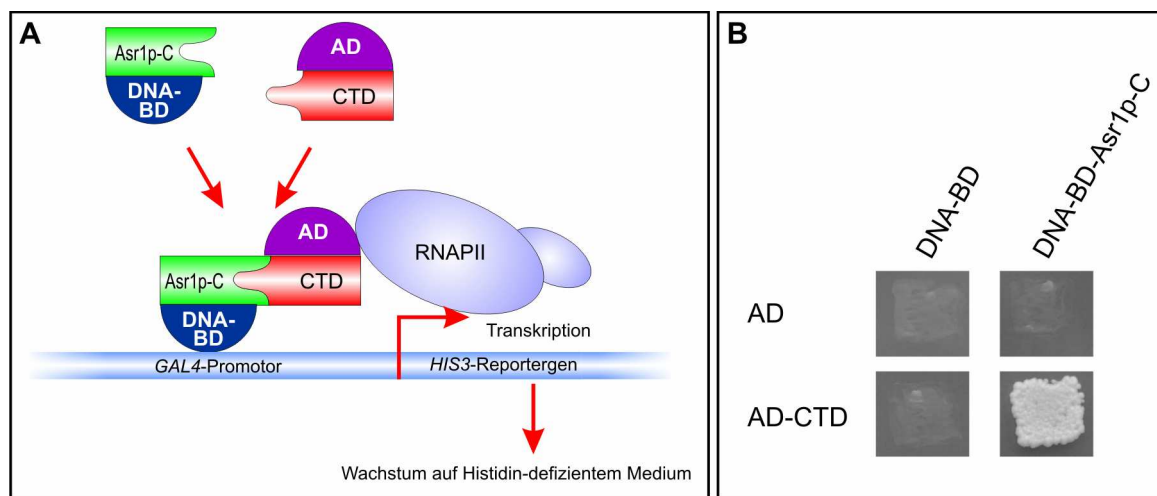 A
Asr1p-C
DNA-
BD
AD
CTD
AD
RNAPII
Asr1p-C
CTD
DNA-
BD
Transkription
GAL4-Promotor
HIS3-Reportergen
Wachstum auf Histidin-defizientem Medium
B
DNA-BD
DNA-BD-Asr1p-C
AD
AD-CTD